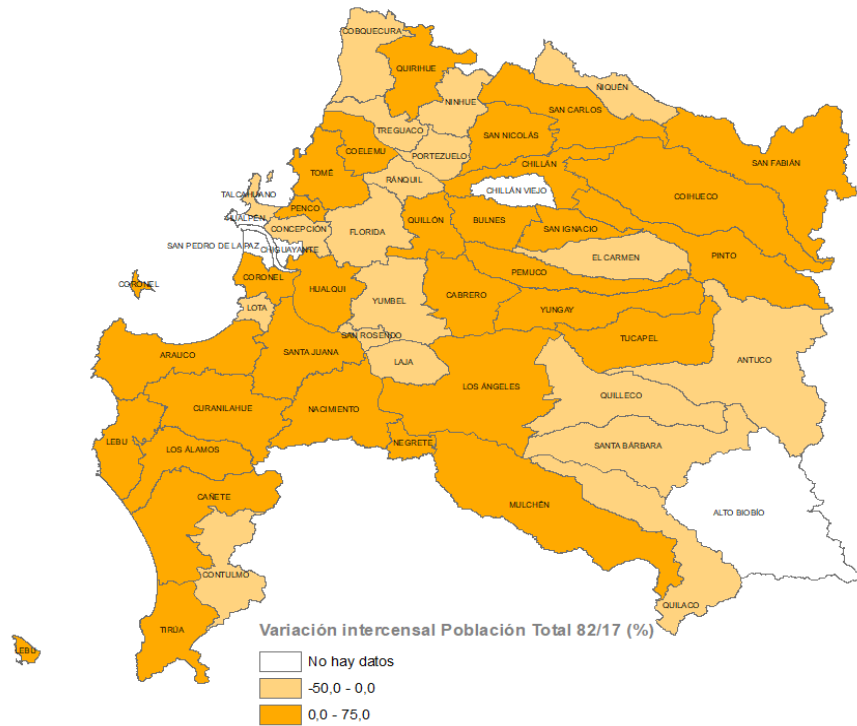 COBQUECURA
QUIRIHUE
ÑIQUÉN
NINHUE
SAN CARLOS
TREGUACO
SAN NICOLÁS
COELEMU
PORTEZUELO
SAN FABIÁN
CHILLÁN
TOMÉ
RÁNQUIL
CHILLÁN VIEJO
TALCAHUANO
COIHUECO
PENCO
HUALPÉN
QUILLÓN
BULNES
CONCEPCIÓN
FLORIDA
SAN IGNACIO
SAN PEDRO DE LA PAZ
CHIGUAYANTE
EL CARMEN
PINTO
CORONEL
CORONEL
HUALQUI
PEMUCO
CABRERO
YUMBEL
LOTA
YUNGAY
SAN ROSENDO
TUCAPEL
ARAUCO
SANTA JUANA
ANTUCO
LAJA
LOS ÁNGELES
QUILLECO
CURANILAHUE
NACIMIENTO
LEBU
NEGRETE
SANTA BÁRBARA
LOS ÁLAMOS
CAÑETE
MULCHÉN
ALTO BIOBÍO
CONTULMO
QUILACO
TIRÚA
LEBU
Variación intercensal Población Total 82/17 (%)
No hay datos
-50,0 - 0,0
0,0 - 75,0